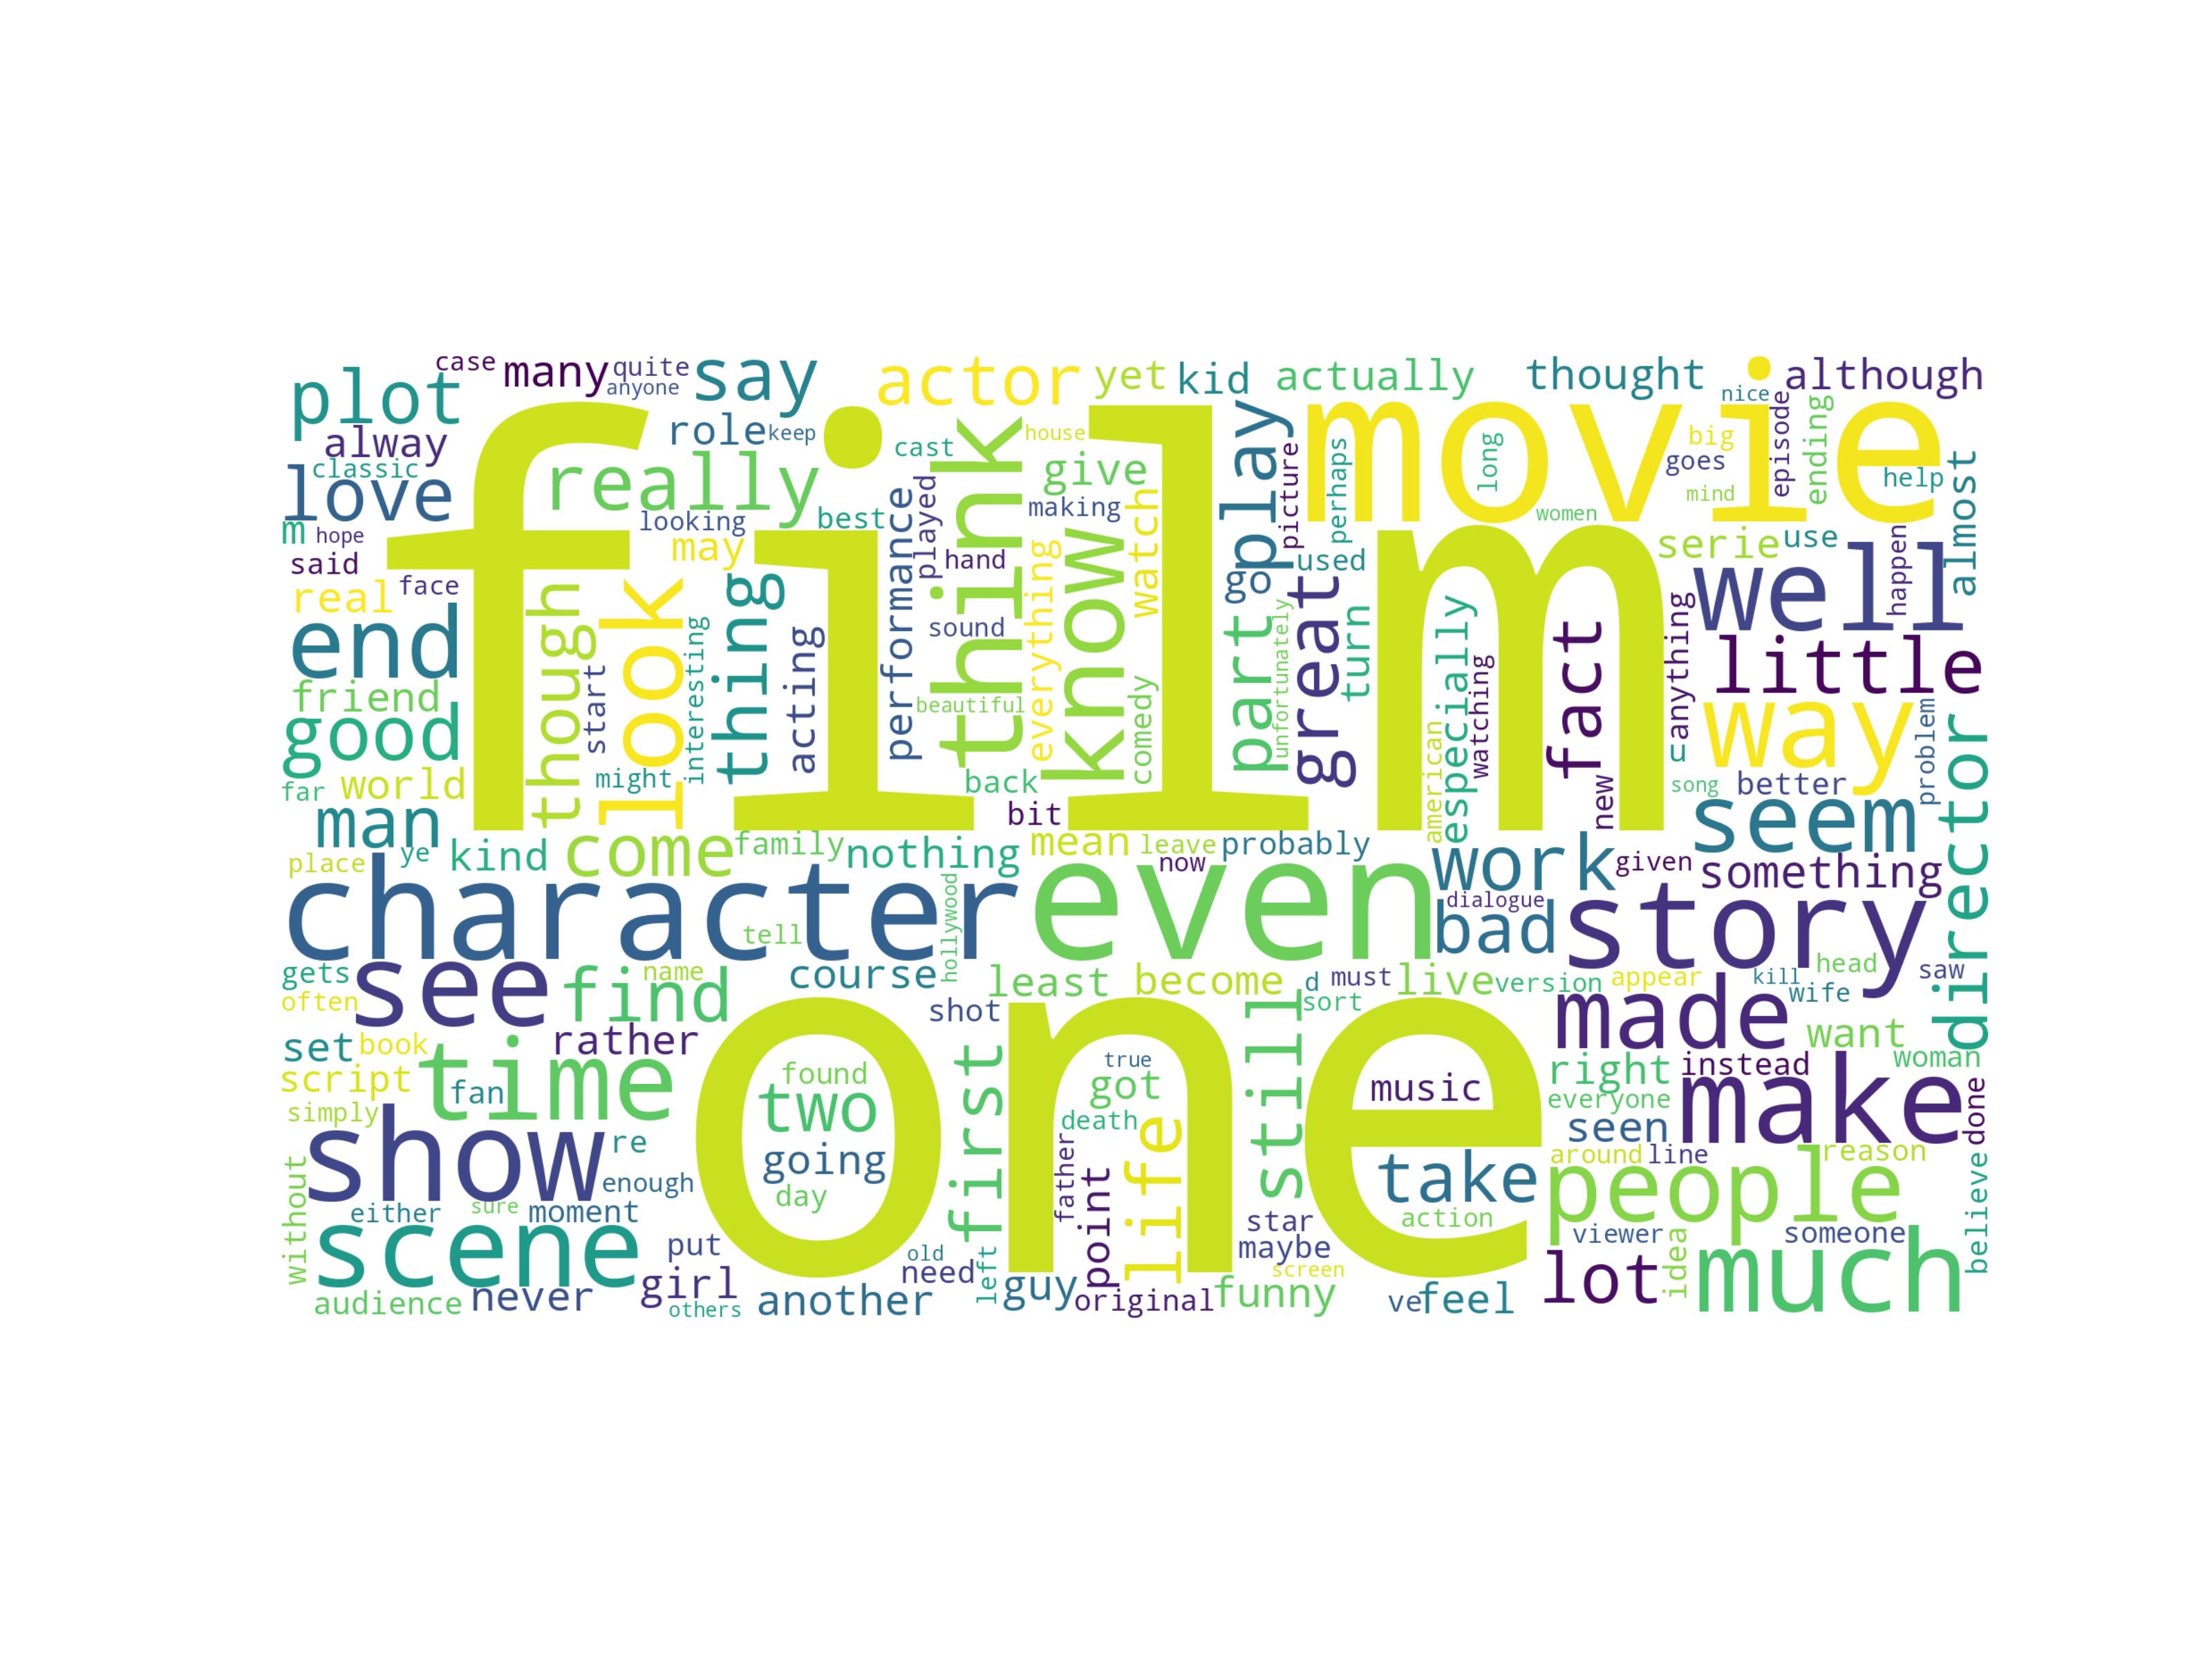 case many quite anyone say actor yet kid actually thought nice although
plot alway classic love role keep really cast house give play movie long big goes mind episode ending help almost
m hope said face looking may best performance played think making hand know watch picture perhaps used women serie use well happen
real end film little
friend good though start look interesting thing acting sound everything beautiful comedy go part unfortunately great turn especially american watching fact new anything u way problem director
far world might back bit song better
man ye kind come family nothing mean leave now probably work given something seem
place character even dialogue bad story
tell hollywood
gets often see find name course least become d must sort live version appear kill wife head saw
set book rather shot made want woman
script time fan found two true got music right instead make done
simply everyone
show re going day first death father point life still take seen around line reason people believe
enough one
without either sure moment action viewer someone
scene put old need left star maybe screen lot idea much
audience never girl others another guy original funny ve feel